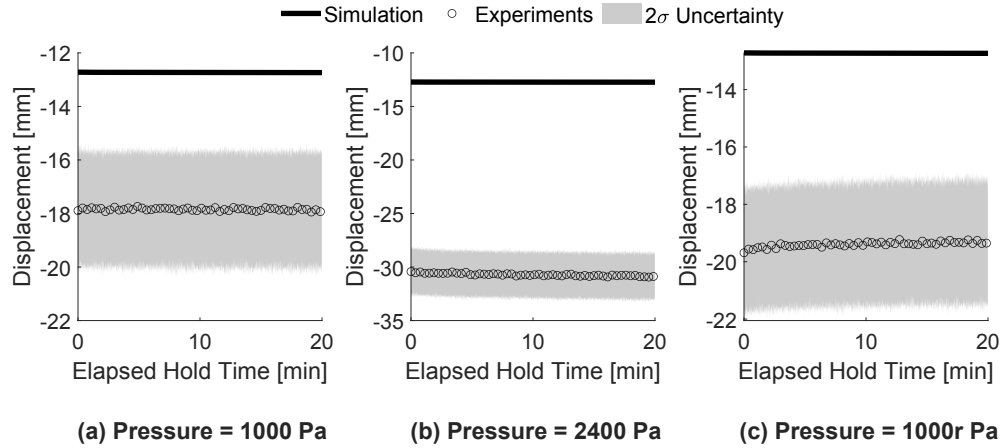 Simulation Experiments 2σ Uncertainty
-12
-14
-16
-18
-20
-22
Displacement [mm]
0 10 20
Elapsed Hold Time [min]
(a) Pressure = 1000 Pa
-10
-15
-20
-25
-30
-35
Displacement [mm]
0 10 20
Elapsed Hold Time [min]
(b) Pressure = 2400 Pa
-14
-16
-18
-20
-22
Displacement [mm]
0 10 20
Elapsed Hold Time [min]
(c) Pressure = 1000r Pa